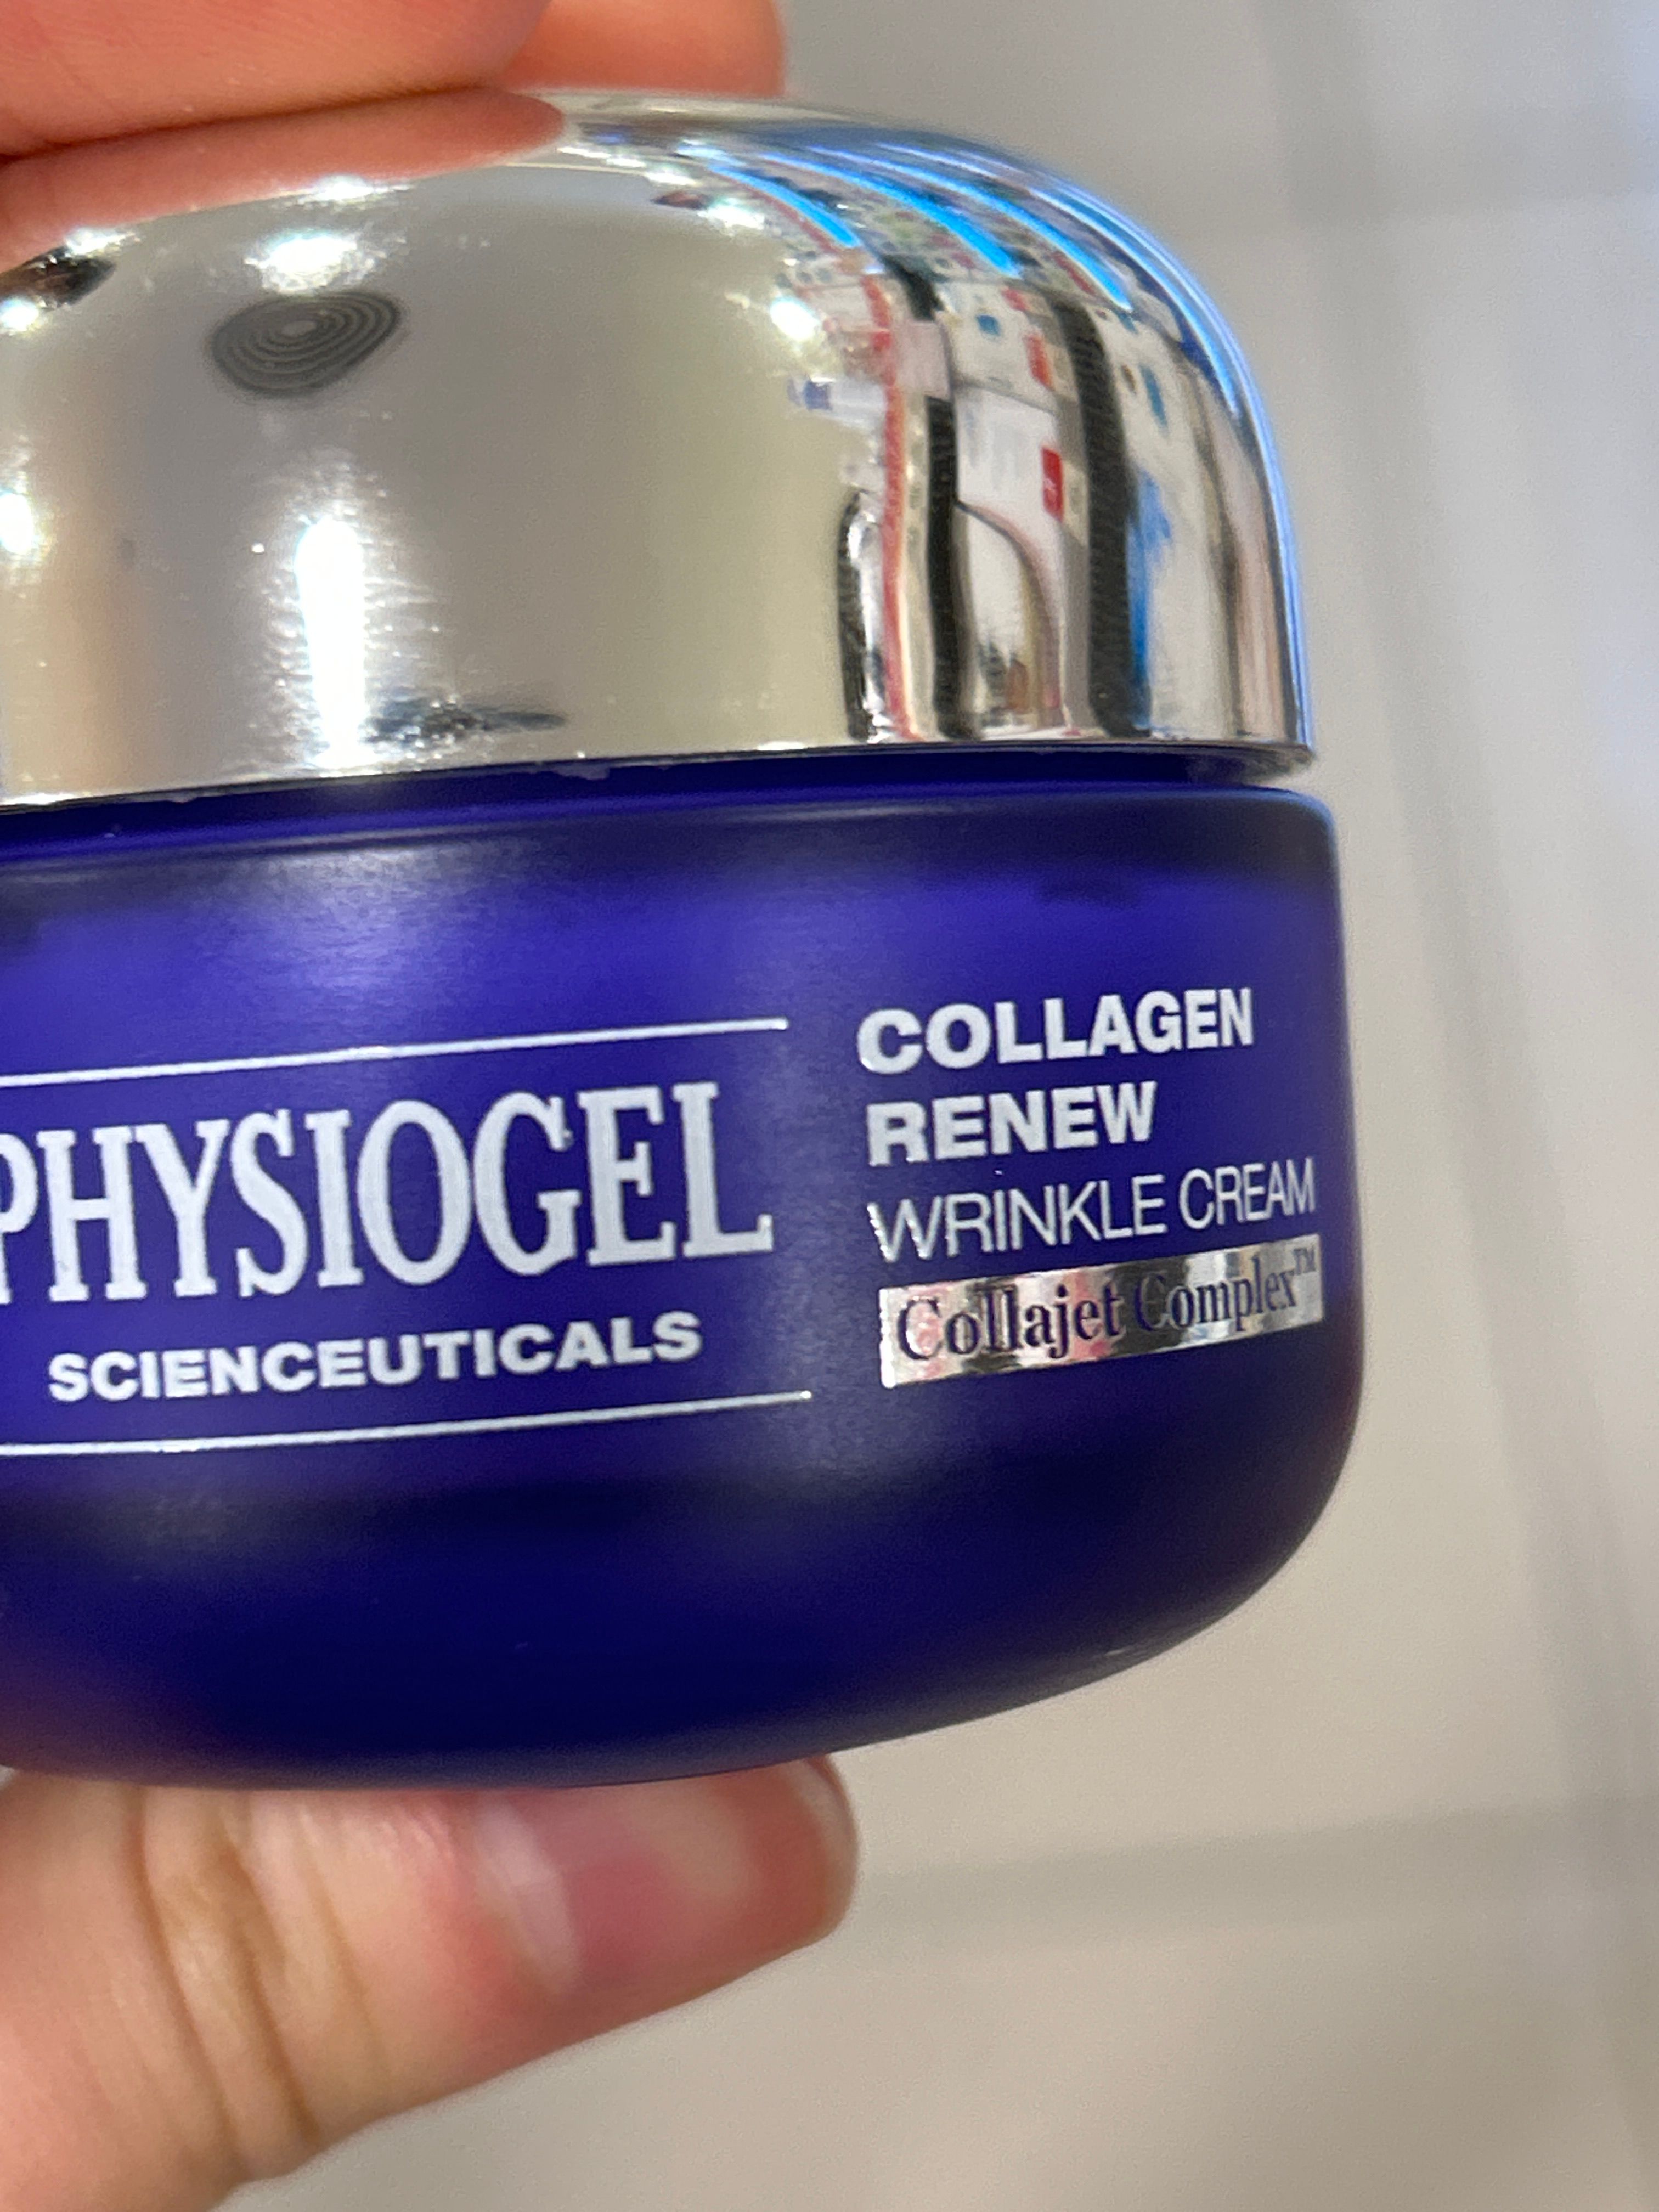 PHYSIOGEL
SCIENCEUTICALS
COLLAGEN
RENEW
WRINKLE CREAM
Collajet Complex™